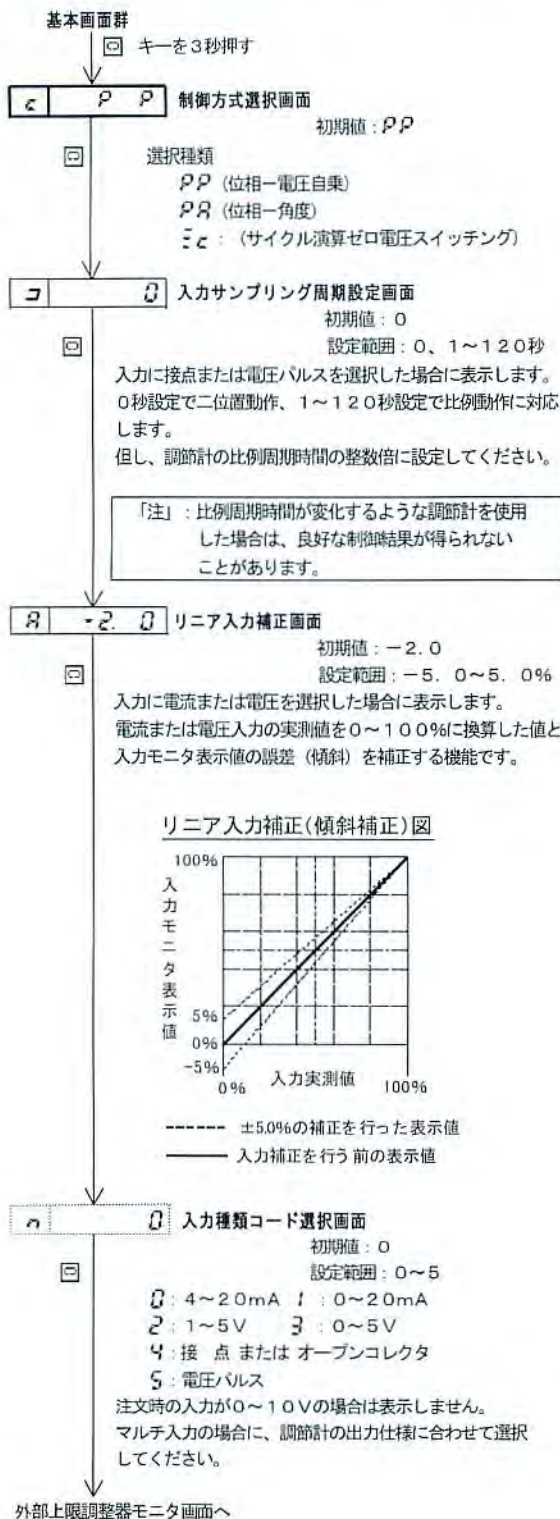 基本画面群
キーを3秒押す
c P P 制御方式選択画面
初期値：PP
選択種類
PP（位相ー電圧自乗）
PA（位相ー角度）
：（サイクル演算ゼロ電圧スイッチング）
コ 0 入力サンプリング周期設定画面
初期値：0
設定範囲：0、1～120秒
入力に接点または電圧パルスを選択した場合に表示します。
0秒設定で二位置動作、1～120秒設定で比例動作に対応
します。
但し、調節計の比例周期時間の整数倍に設定してください。
「注」：比例周期時間が変化するような調節計を使用
した場合は、良好な制御結果が得られない
ことがあります。
A -2. 0 リニア入力補正画面
初期値：－2.0
設定範囲：－5.0～5.0%
入力に電流または電圧を選択した場合に表示します。
電流または電圧入力の実測値を0～100%に換算した値と
入力モニタ表示値の誤差（傾斜）を補正する機能です。
リニア入力補正(傾斜補正)図
100%
入力モニタ表示値
5%
0%
-5%
0% 入力実測値 100%
------ ±5.0%の補正を行った表示値
―― 入力補正を行う前の表示値
n 0 入力種類コード選択画面
初期値：0
設定範囲：0～5
0：4～20mA 1：0～20mA
2：1～5V 3：0～5V
4：接 点 または オープンコレクタ
5：電圧パルス
注文時の入力が0～10Vの場合は表示しません。
マルチ入力の場合に、調節計の出力仕様に合わせて選択
してください。
外部上限調整器モニタ画面へ